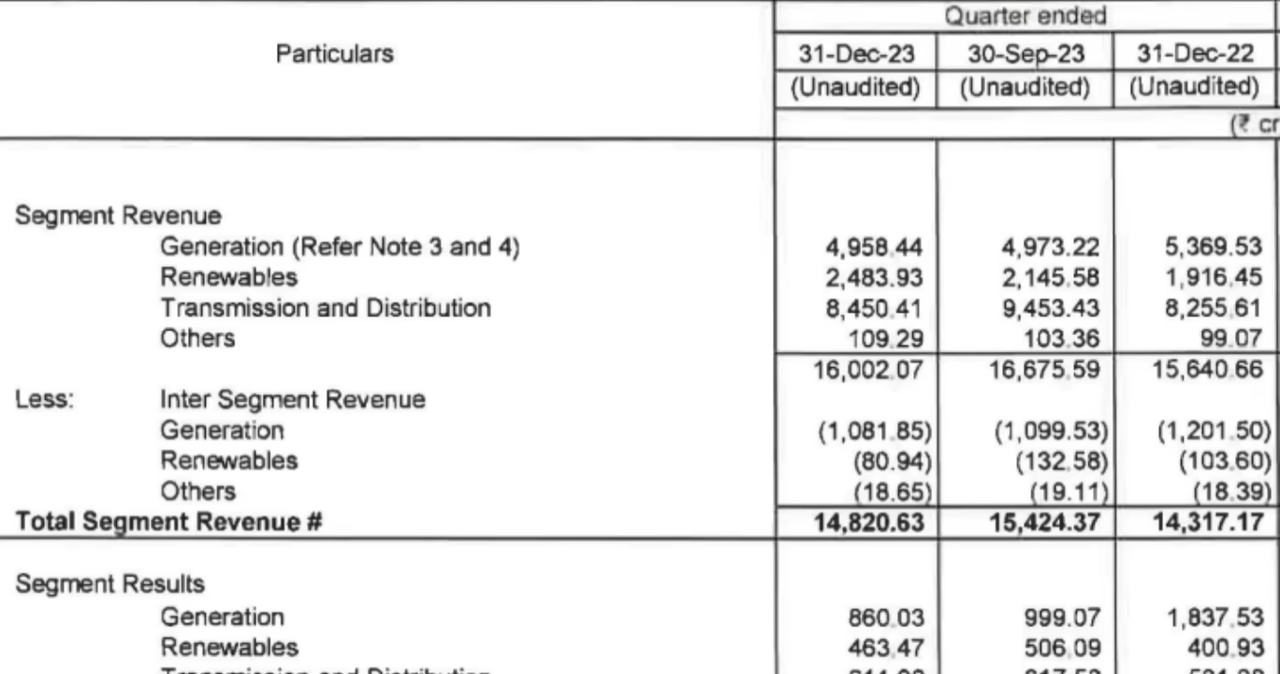 Quarter ended
Particulars 31-Dec-23 30-Sep-23 31-Dec-22
(Unaudited) (Unaudited) (Unaudited)
(₹ cr
Segment Revenue
Generation (Refer Note 3 and 4) 4,958.44 4,973.22 5,369.53
Renewables 2,483.93 2,145.58 1,916.45
Transmission and Distribution 8,450.41 9,453.43 8,255.61
Others 109.29 103.36 99.07
16,002.07 16,675.59 15,640.66
Less: Inter Segment Revenue
Generation (1,081.85) (1,099.53) (1,201.50)
Renewables (80.94) (132.58) (103.60)
Others (18.65) (19.11) (18.39)
Total Segment Revenue # 14,820.63 15,424.37 14,317.17
Segment Results
Generation 860.03 999.07 1,837.53
Renewables 463.47 506.09 400.93
Transmission and Distribution